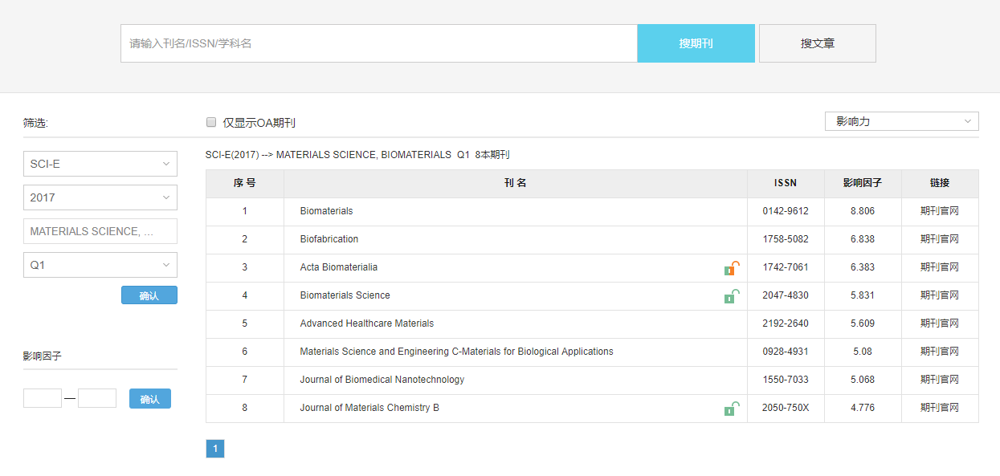 请输入刊名/ISSN/学科名 搜期刊 搜文章
筛选: 仅显示OA期刊 影响力
SCI-E(2017) --> MATERIALS SCIENCE, BIOMATERIALS Q1 8本期刊
SCI-E
2017
MATERIALS SCIENCE, ...
Q1
确认
影响因子
— 确认
序 号 刊 名 ISSN 影响因子 链接
1 Biomaterials 0142-9612 8.806 期刊官网
2 Biofabrication 1758-5082 6.838 期刊官网
3 Acta Biomaterialia 1742-7061 6.383 期刊官网
4 Biomaterials Science 2047-4830 5.831 期刊官网
5 Advanced Healthcare Materials 2192-2640 5.609 期刊官网
6 Materials Science and Engineering C-Materials for Biological Applications 0928-4931 5.08 期刊官网
7 Journal of Biomedical Nanotechnology 1550-7033 5.068 期刊官网
8 Journal of Materials Chemistry B 2050-750X 4.776 期刊官网
1